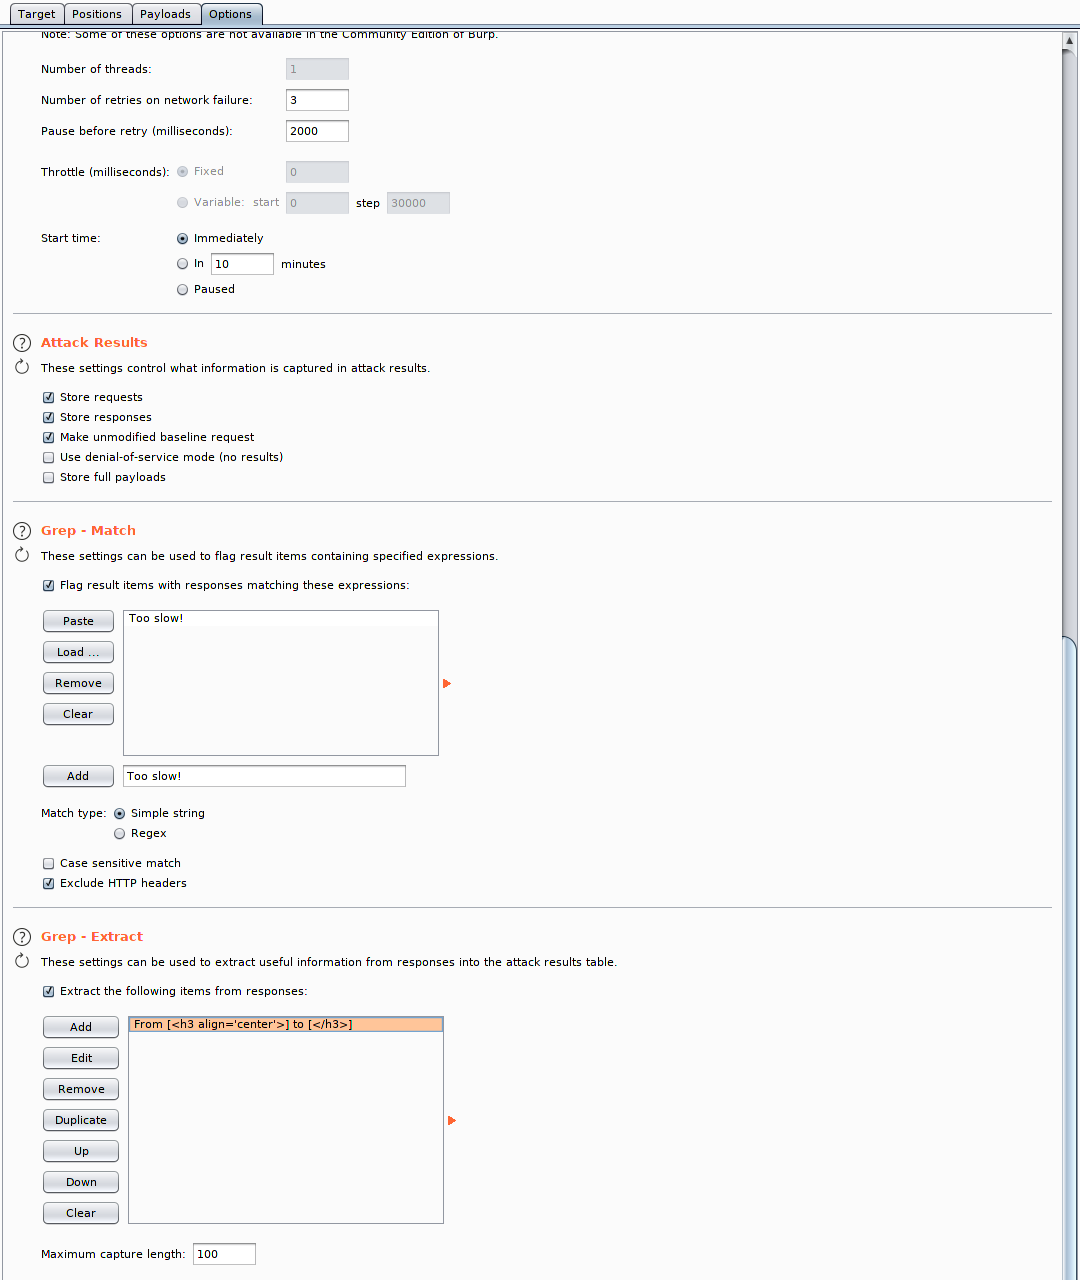 Target Positions Payloads Options
Note: Some of these options are not available in the Community Edition of Burp.
Number of threads: 1
Number of retries on network failure: 3
Pause before retry (milliseconds): 2000
Throttle (milliseconds): Fixed 0
Variable: start 0 step 30000
Start time: Immediately
In 10 minutes
Paused
? Attack Results
These settings control what information is captured in attack results.
Store requests
Store responses
Make unmodified baseline request
Use denial-of-service mode (no results)
Store full payloads
? Grep - Match
These settings can be used to flag result items containing specified expressions.
Flag result items with responses matching these expressions:
Paste Too slow!
Load ...
Remove
Clear
Add Too slow!
Match type: Simple string
Regex
Case sensitive match
Exclude HTTP headers
? Grep - Extract
These settings can be used to extract useful information from responses into the attack results table.
Extract the following items from responses:
Add From [<h3 align='center'>] to [</h3>]
Edit
Remove
Duplicate
Up
Down
Clear
Maximum capture length: 100